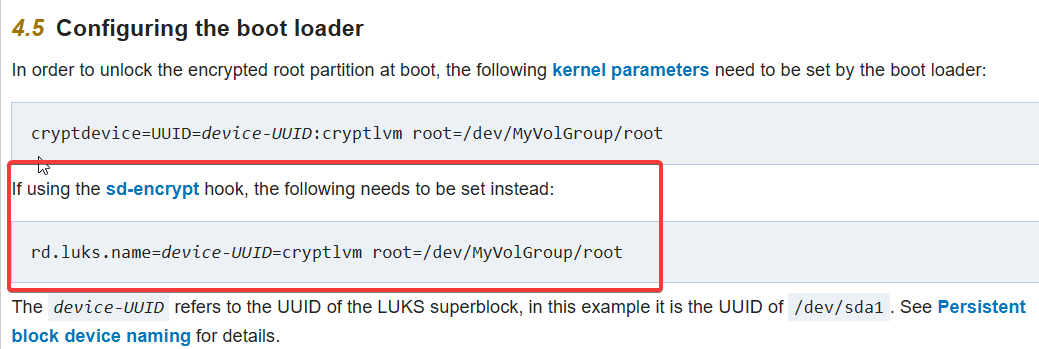 4.5 Configuring the boot loader
In order to unlock the encrypted root partition at boot, the following kernel parameters need to be set by the boot loader:
cryptdevice=UUID=device-UUID:cryptlvm root=/dev/MyVolGroup/root
If using the sd-encrypt hook, the following needs to be set instead:
rd.luks.name=device-UUID=cryptlvm root=/dev/MyVolGroup/root
The device-UUID refers to the UUID of the LUKS superblock, in this example it is the UUID of /dev/sda1. See Persistent
block device naming for details.